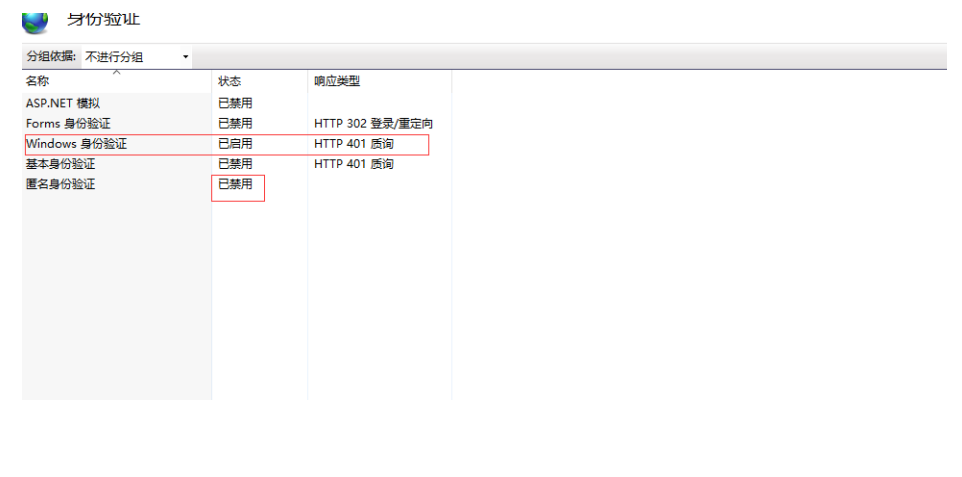 身份验证
分组依据: 不进行分组
名称 状态 响应类型
ASP.NET 模拟 已禁用
Forms 身份验证 已禁用 HTTP 302 登录/重定向
Windows 身份验证 已启用 HTTP 401 质询
基本身份验证 已禁用 HTTP 401 质询
匿名身份验证 已禁用